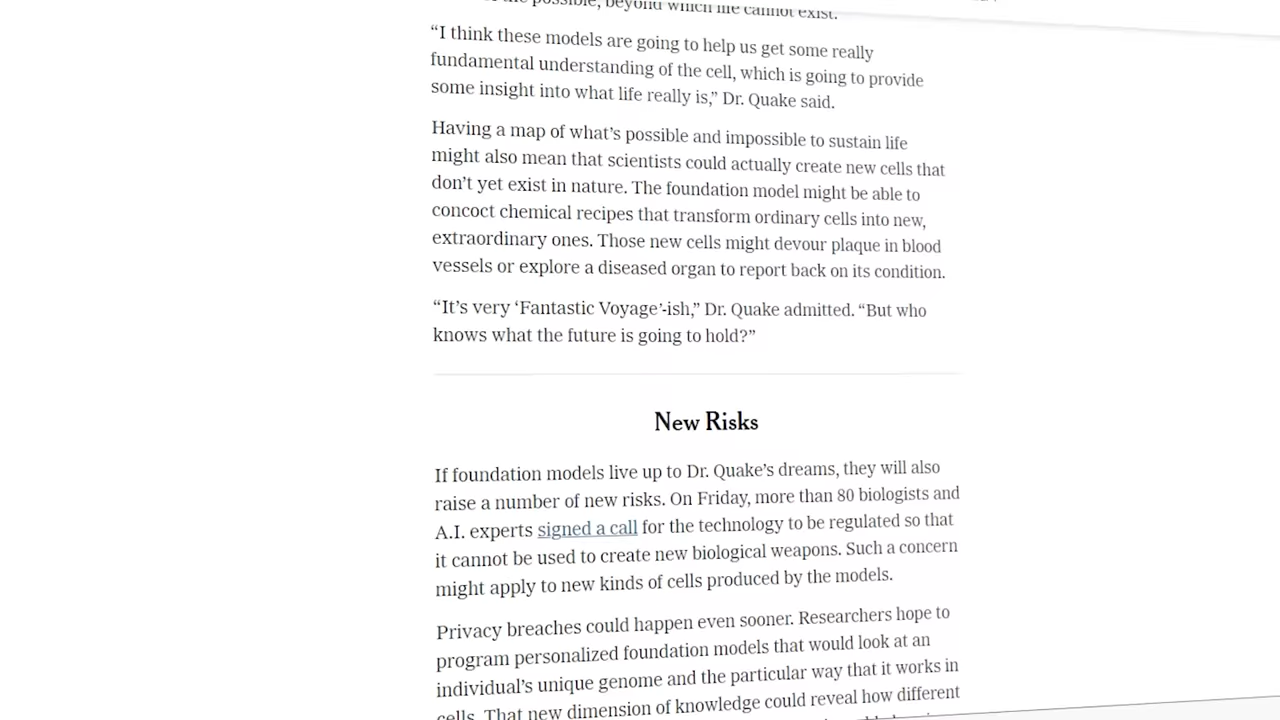 possible, beyond which life cannot exist.
“I think these models are going to help us get some really
fundamental understanding of the cell, which is going to provide
some insight into what life really is,” Dr. Quake said.
Having a map of what’s possible and impossible to sustain life
might also mean that scientists could actually create new cells that
don’t yet exist in nature. The foundation model might be able to
concoct chemical recipes that transform ordinary cells into new,
extraordinary ones. Those new cells might devour plaque in blood
vessels or explore a diseased organ to report back on its condition.
“It’s very ‘Fantastic Voyage’-ish,” Dr. Quake admitted. “But who
knows what the future is going to hold?”
New Risks
If foundation models live up to Dr. Quake’s dreams, they will also
raise a number of new risks. On Friday, more than 80 biologists and
A.I. experts signed a call for the technology to be regulated so that
it cannot be used to create new biological weapons. Such a concern
might apply to new kinds of cells produced by the models.
Privacy breaches could happen even sooner. Researchers hope to
program personalized foundation models that would look at an
individual’s unique genome and the particular way that it works in
cells. That new dimension of knowledge could reveal how different